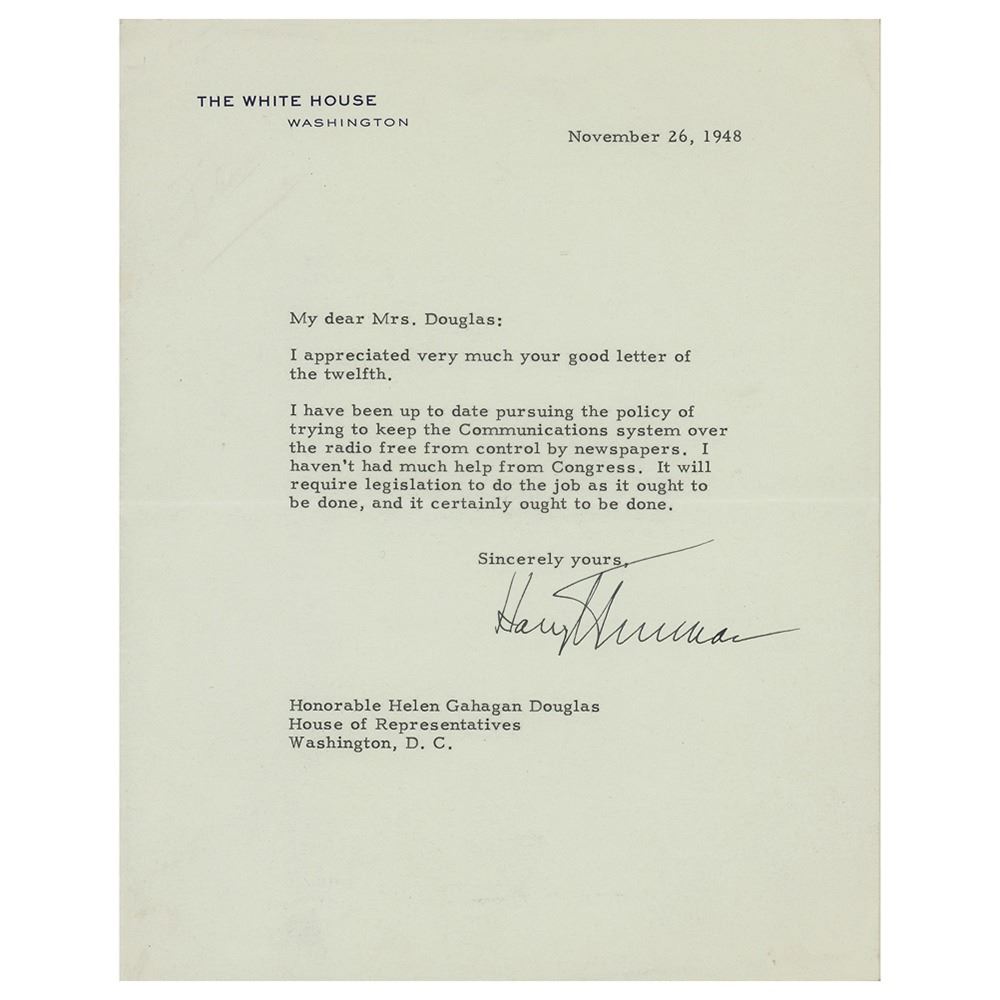 THE WHITE HOUSE
WASHINGTON
November 26, 1948
My dear Mrs. Douglas:
I appreciated very much your good letter of
the twelfth.
I have been up to date pursuing the policy of
trying to keep the Communications system over
the radio free from control by newspapers. I
haven't had much help from Congress. It will
require legislation to do the job as it ought to
be done, and it certainly ought to be done.
Sincerely yours,
Harry Truman
Honorable Helen Gahagan Douglas
House of Representatives
Washington, D. C.